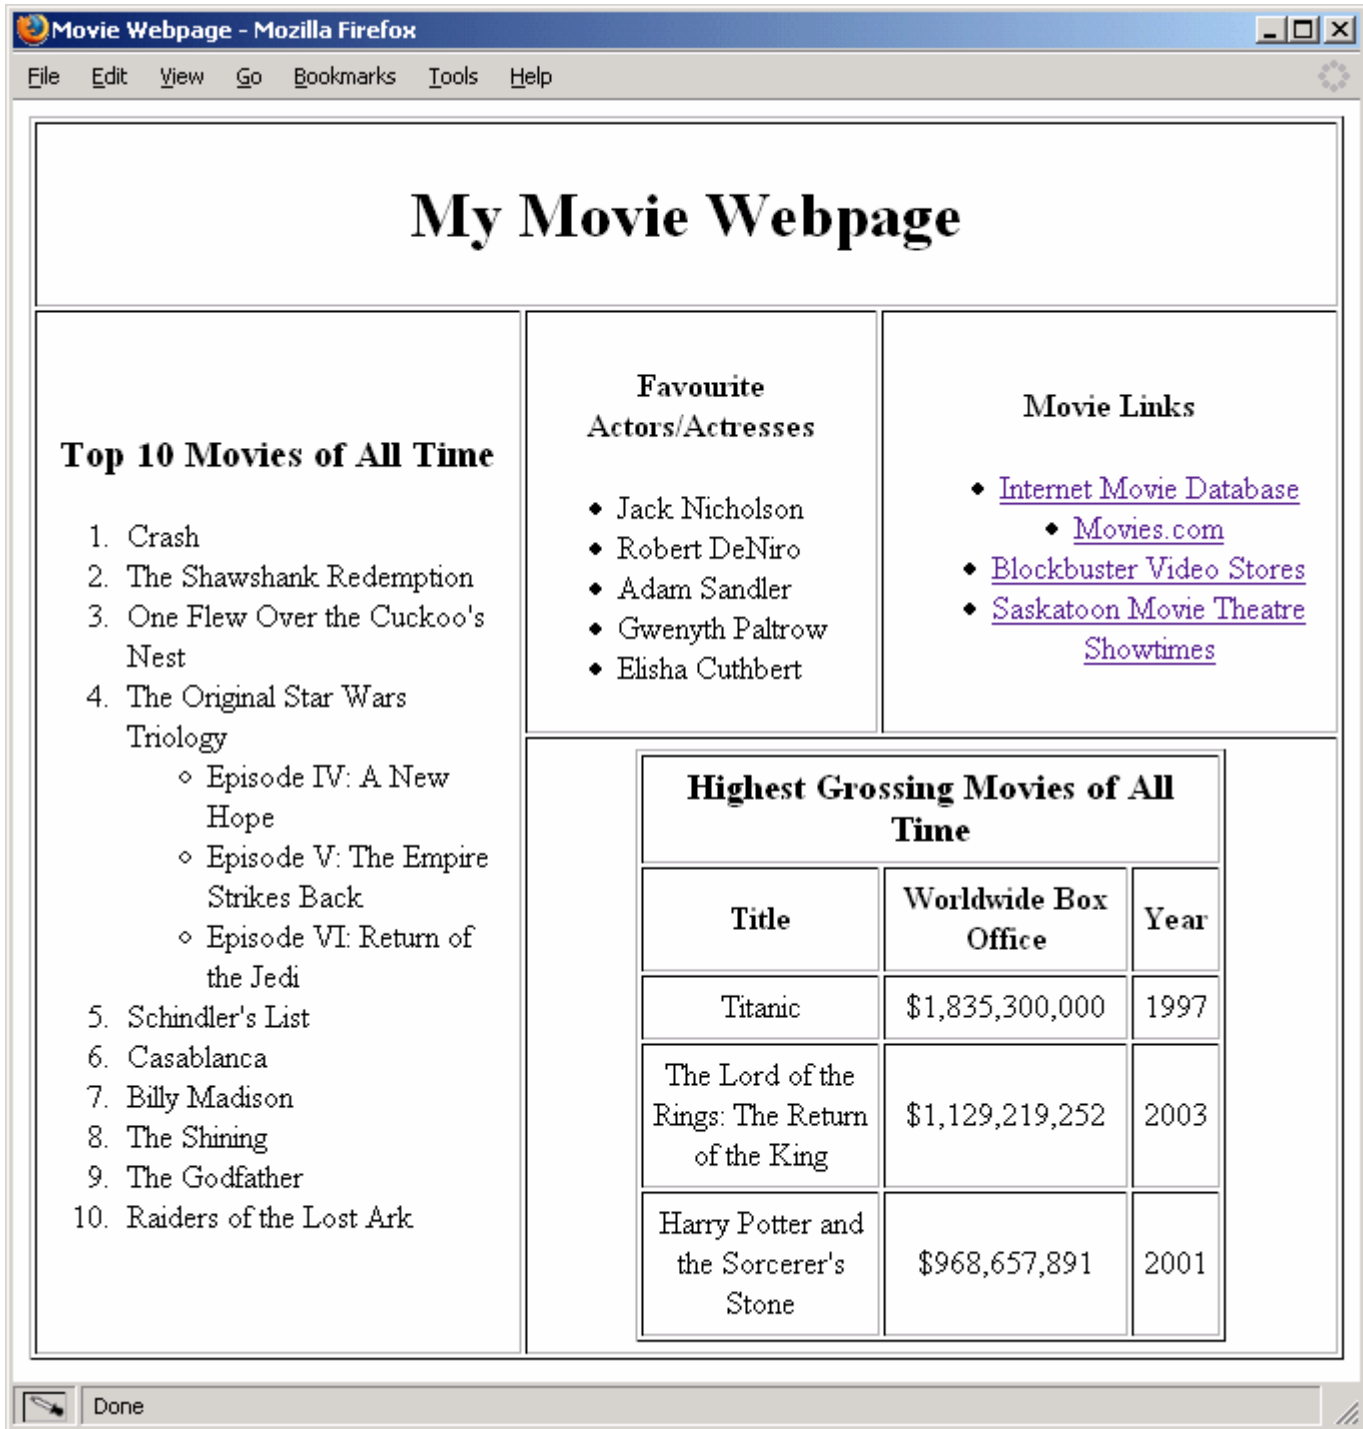 Movie Webpage - Mozilla Firefox
File Edit View Go Bookmarks Tools Help
My Movie Webpage
Top 10 Movies of All Time
1. Crash
2. The Shawshank Redemption
3. One Flew Over the Cuckoo's
Nest
4. The Original Star Wars
Triology
Episode IV: A New
Hope
Episode V: The Empire
Strikes Back
Episode VI: Return of
the Jedi
5. Schindler's List
6. Casablanca
7. Billy Madison
8. The Shining
9. The Godfather
10. Raiders of the Lost Ark
Favourite
Actors/Actresses
Jack Nicholson
Robert DeNiro
Adam Sandler
Gwenyth Paltrow
Elisha Cuthbert
Movie Links
Internet Movie Database
Movies.com
Blockbuster Video Stores
Saskatoon Movie Theatre
Showtimes
Highest Grossing Movies of All
Time
Title
Worldwide Box
Office
Year
Titanic $1,835,300,000 1997
The Lord of the
Rings: The Return $1,129,219,252 2003
of the King
Harry Potter and
the Sorcerer's $968,657,891 2001
Stone
Done